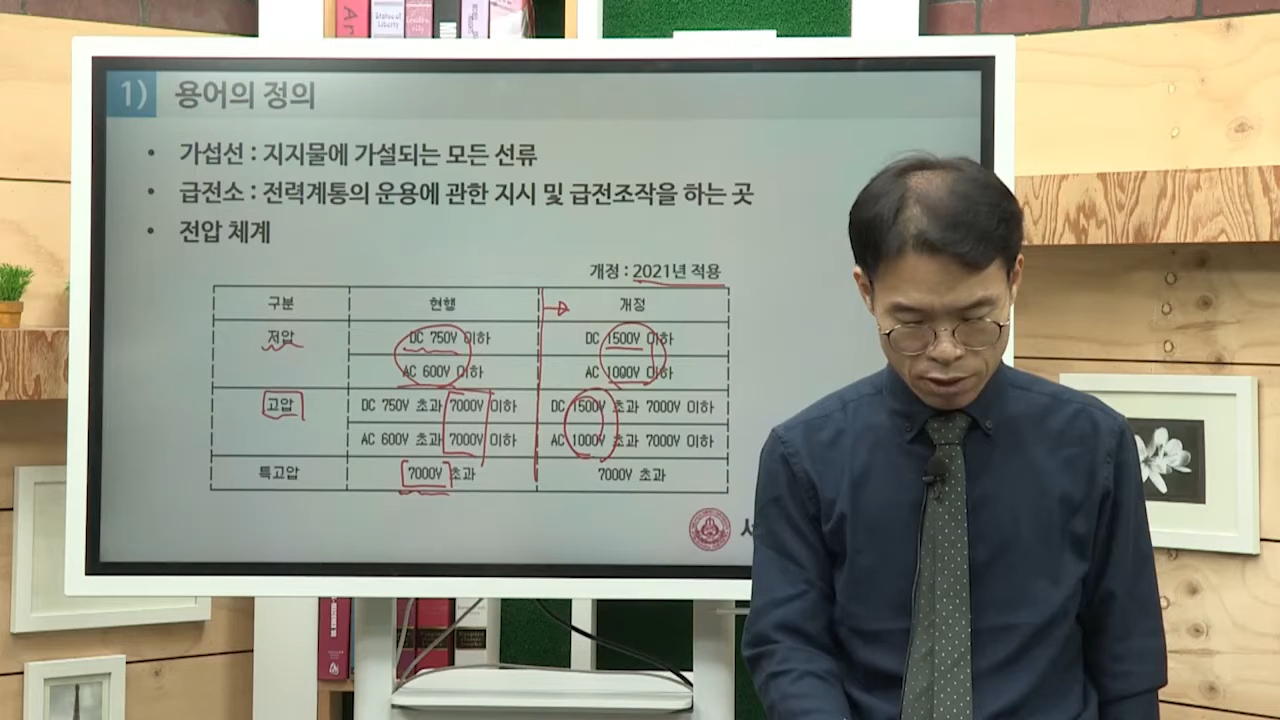 Status of
Liberty
1) 용어의 정의
• 가섭선 : 지지물에 가설되는 모든 선류
• 급전소 : 전력계통의 운용에 관한 지시 및 급전조작을 하는 곳
• 전압 체계
개정 : 2021년 적용
구분 현행 개정
저압 DC 750V 이하 DC 1500V 이하
AC 600V 이하 AC 1000V 이하
고압 DC 750V 초과 7000V 이하 DC 1500V 초과 7000V 이하
AC 600V 초과 7000V 이하 AC 1000V 초과 7000V 이하
특고압 7000V 초과 7000V 초과